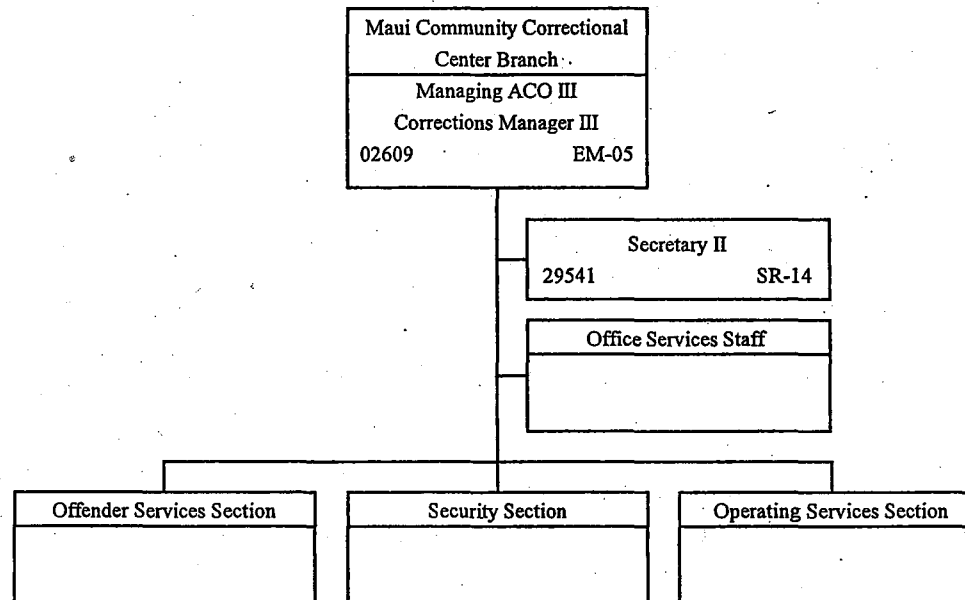 Maui Community Correctional
Center Branch
Managing ACO III
Corrections Manager III
02609 EM-05
Secretary II
29541 SR-14
Office Services Staff
Offender Services Section Security Section Operating Services Section